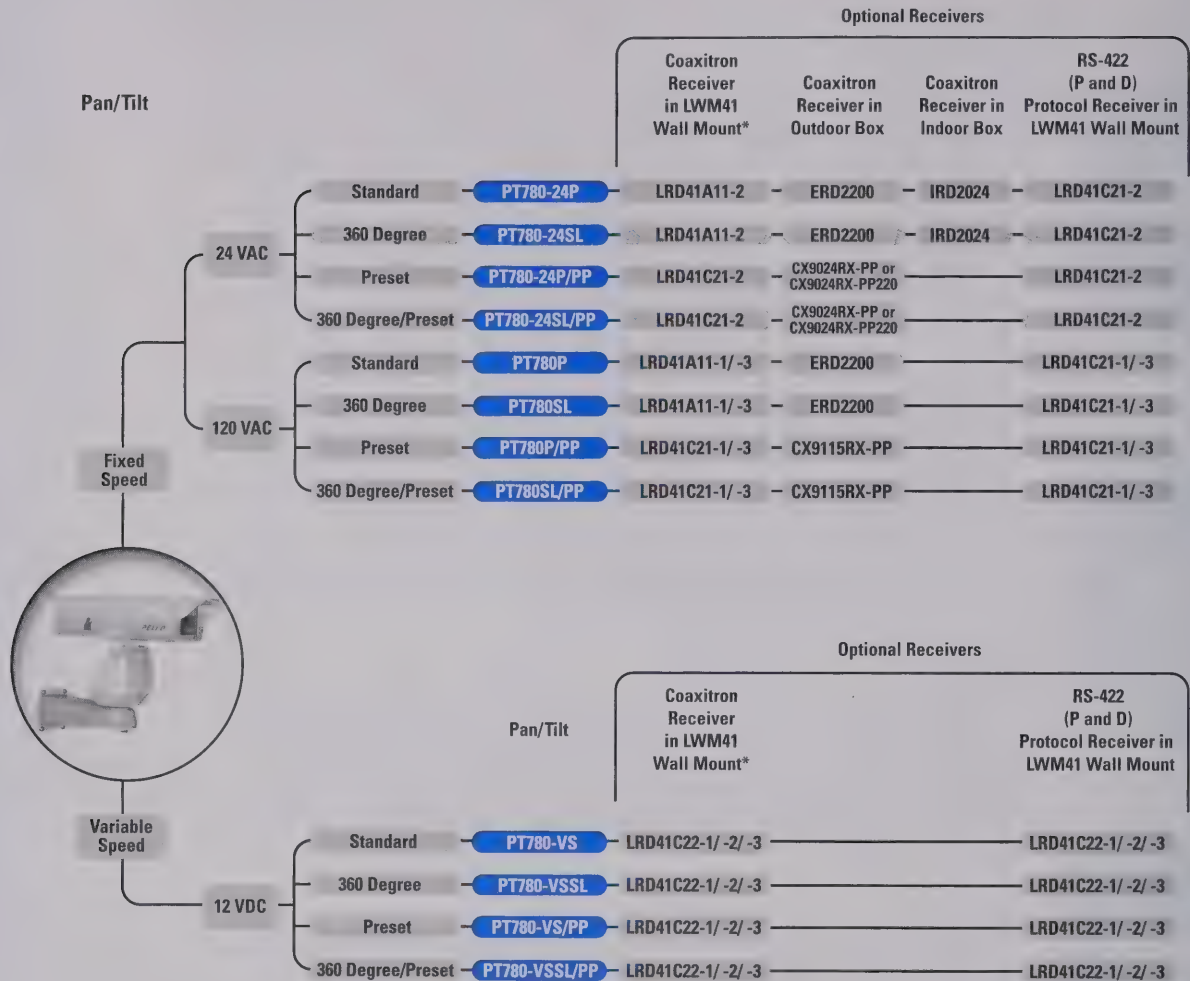 Optional Receivers
Pan/Tilt
Coaxitron
Receiver
in LWM41
Wall Mount*
Coaxitron
Receiver in
Outdoor Box
Coaxitron
Receiver in
Indoor Box
RS-422
(P and D)
Protocol Receiver in
LWM41 Wall Mount
Fixed
Speed
24 VAC
Standard PT780-24P LRD41A11-2 ERD2200 IRD2024 LRD41C21-2
360 Degree PT780-24SL LRD41A11-2 ERD2200 IRD2024 LRD41C21-2
Preset PT780-24P/PP LRD41C21-2 CX9024RX-PP or
CX9024RX-PP220 LRD41C21-2
360 Degree/Preset PT780-24SL/PP LRD41C21-2 CX9024RX-PP or
CX9024RX-PP220 LRD41C21-2
120 VAC
Standard PT780P LRD41A11-1/ -3 ERD2200 LRD41C21-1/ -3
360 Degree PT780SL LRD41A11-1/ -3 ERD2200 LRD41C21-1/ -3
Preset PT780P/PP LRD41C21-1/ -3 CX9115RX-PP LRD41C21-1/ -3
360 Degree/Preset PT780SL/PP LRD41C21-1/ -3 CX9115RX-PP LRD41C21-1/ -3
PELCO
Optional Receivers
Pan/Tilt
Coaxitron
Receiver
in LWM41
Wall Mount*
RS-422
(P and D)
Protocol Receiver in
LWM41 Wall Mount
Variable
Speed
12 VDC
Standard PT780-VS LRD41C22-1/ -2/ -3 LRD41C22-1/ -2/ -3
360 Degree PT780-VSSL LRD41C22-1/ -2/ -3 LRD41C22-1/ -2/ -3
Preset PT780-VS/PP LRD41C22-1/ -2/ -3 LRD41C22-1/ -2/ -3
360 Degree/Preset PT780-VSSL/PP LRD41C22-1/ -2/ -3 LRD41C22-1/ -2/ -3